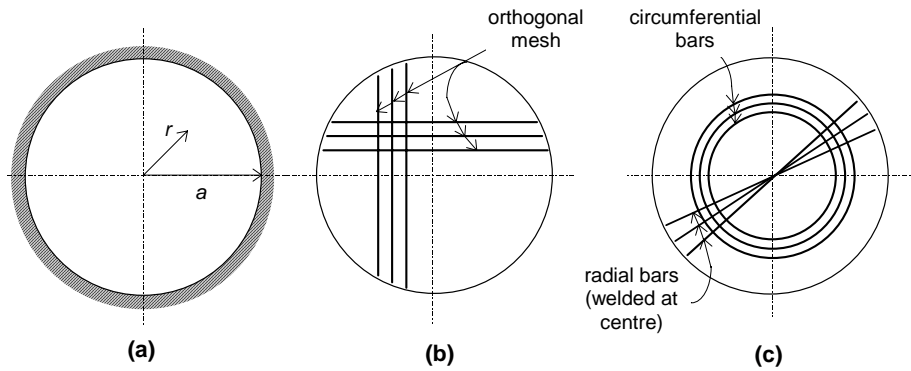 orthogonal
mesh
circumferential
bars
r
a
radial bars
(welded at
centre)
(a)
(b)
(c)